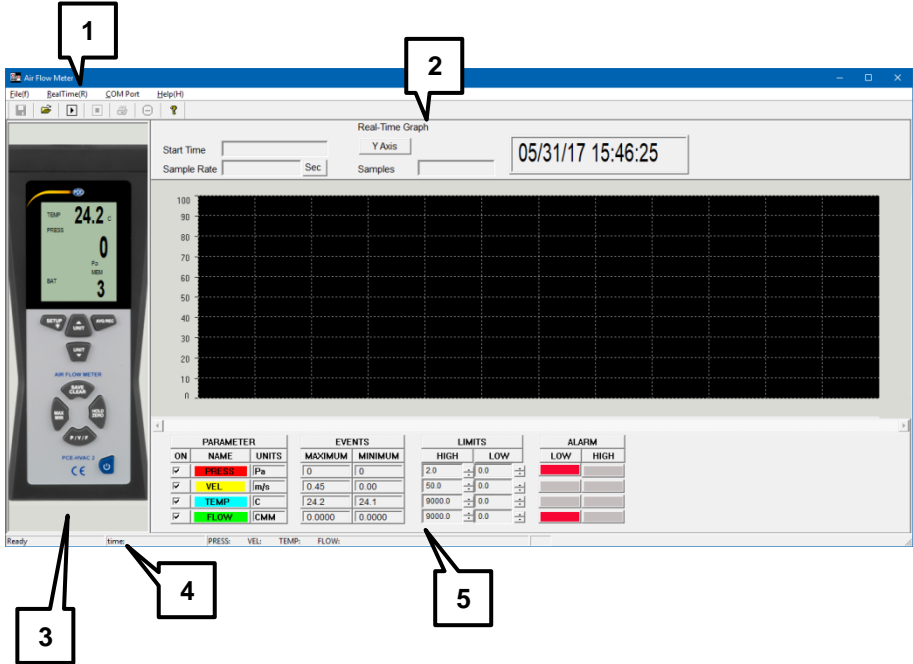 1
2
Air Flow Meter
File(f) RealTime(R) COM Port Help(H)
Real-Time Graph
Start Time
Y Axis
05/31/17 15:46:25
Sample Rate Sec Samples
TEMP 24.2 C
PRESS
0
Pa
MEM
BAT
3
SETUP UNIT AVG/REC
UNIT
AIR FLOW METER
SAVE
CLEAR
MAX
MIN
HOLD
ZERO
P/V/F
PCE-HVAC 2
CE
100
90
80
70
60
50
40
30
20
10
0
PARAMETER EVENTS LIMITS ALARM
ON NAME UNITS MAXIMUM MINIMUM HIGH LOW LOW HIGH
PRESS Pa 0 0 2.0 0.0
VEL m/s 0.45 0.00 50.0 0.0
TEMP C 24.2 24.1 9000.0 0.0
FLOW CMM 0.0000 0.0000 9000.0 0.0
Ready time: PRESS: VEL: TEMP: FLOW:
3
4
5